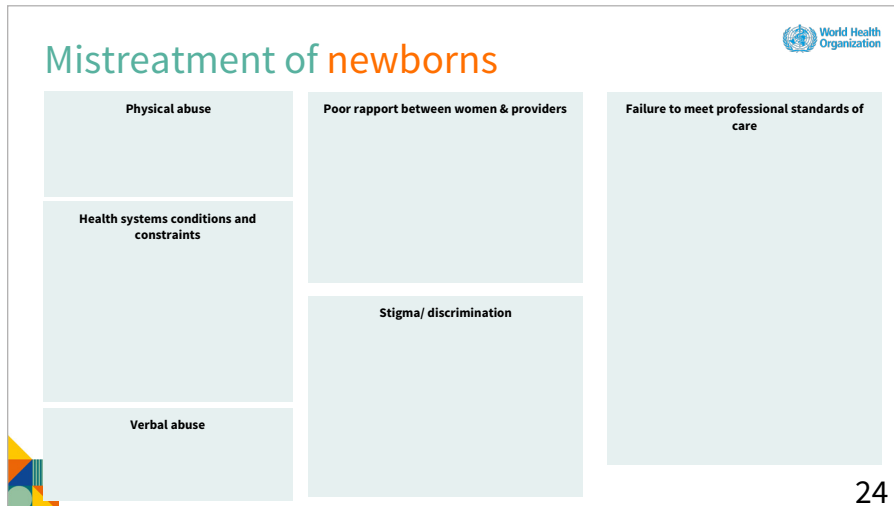 Mistreatment of newborns
World Health
Organization
Physical abuse
Health systems conditions and
constraints
Verbal abuse
Poor rapport between women & providers
Stigma/ discrimination
Failure to meet professional standards of
care
24